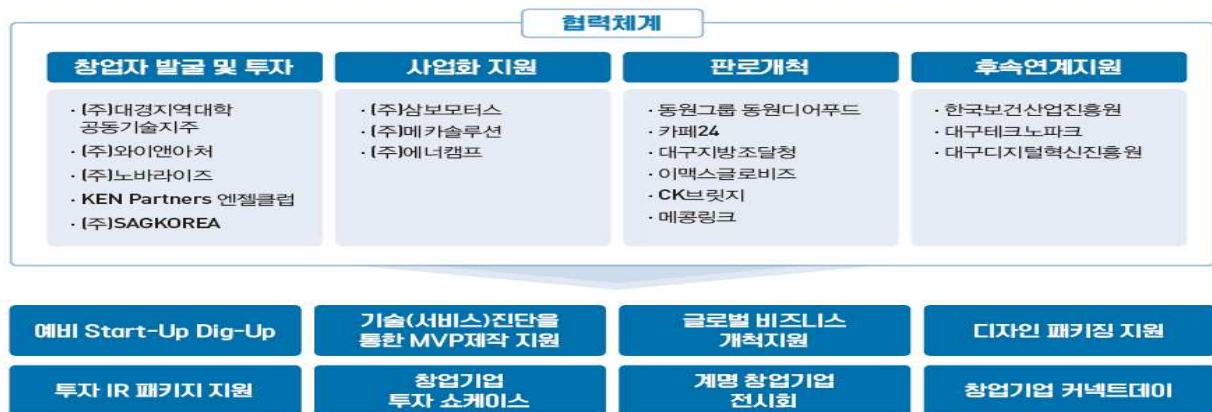 협력체계
창업자 발굴 및 투자
· (주)대경지역대학
공동기술지주
· (주)와이앤아처
· (주)노바라이즈
· KEN Partners 엔젤클럽
· (주)SAGKOREA
사업화 지원
· (주)삼보모터스
· (주)메카솔루션
· (주)에너캠프
판로개척
· 동원그룹 동원디어푸드
· 카페24
· 대구지방조달청
· 이맥스글로비즈
· CK브릿지
· 메콩링크
후속연계지원
· 한국보건산업진흥원
· 대구테크노파크
· 대구디지털혁신진흥원
예비 Start-Up Dig-Up
기술(서비스)진단을
통한 MVP제작 지원
글로벌 비즈니스
개척지원
디자인 패키징 지원
투자 IR 패키지 지원
창업기업
투자 쇼케이스
계명 창업기업
전시회
창업기업 커넥트데이